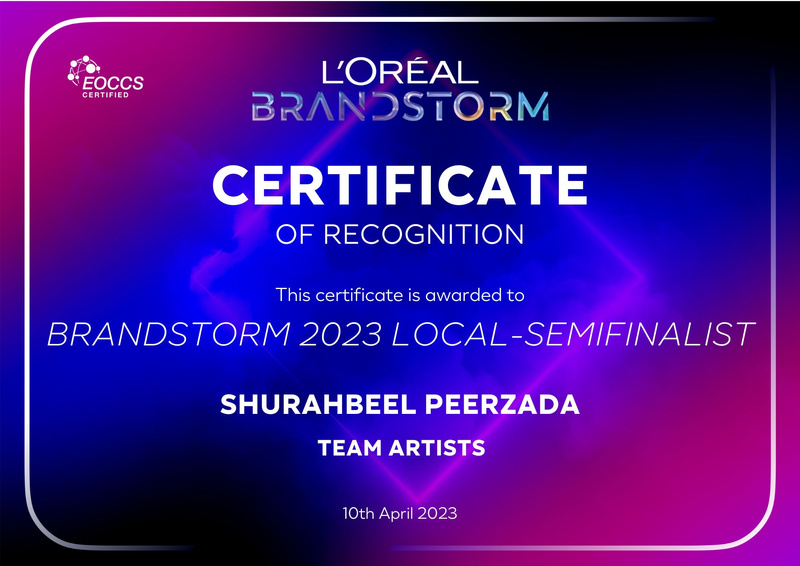 EOCCS
CERTIFIED
L'ORÉAL
BRANDSTORM
CERTIFICATE
OF RECOGNITION
This certificate is awarded to
BRANDSTORM 2023 LOCAL-SEMIFINALIST
SHURAHBEEL PEERZADA
TEAM ARTISTS
10th April 2023